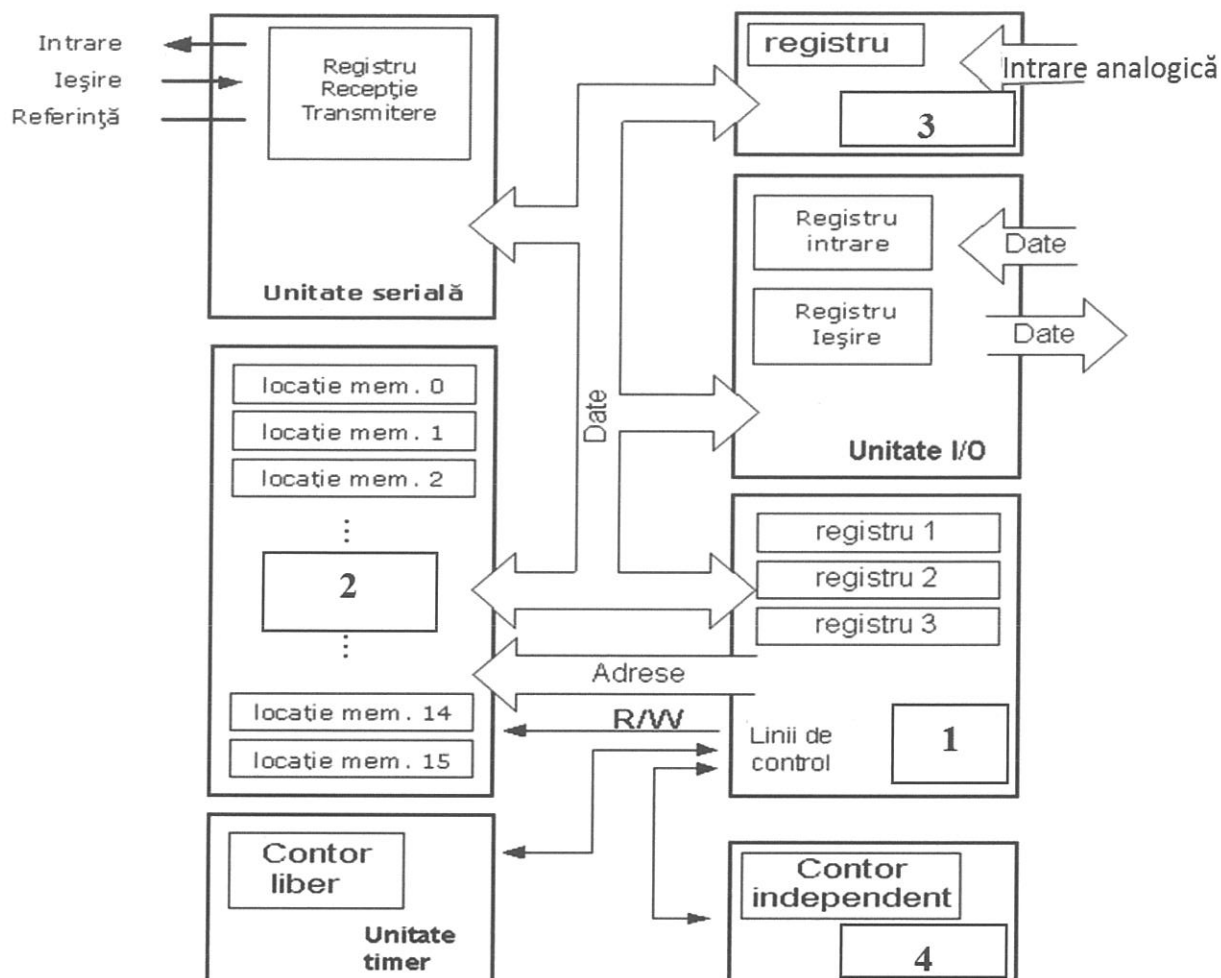 Intrare
Ieşire
Referinţă
Registru
Recepţie
Transmitere
Unitate serială
registru
Intrare analogică
3
Registru
intrare
Date
Registru
Ieşire
Date
Unitate I/O
Date
locaţie mem. 0
locaţie mem. 1
locaţie mem. 2
⋮
2
⋮
locaţie mem. 14
locaţie mem. 15
registru 1
registru 2
registru 3
Adrese
R/W
Linii de
control
1
Contor
liber
Unitate
timer
Contor
independent
4